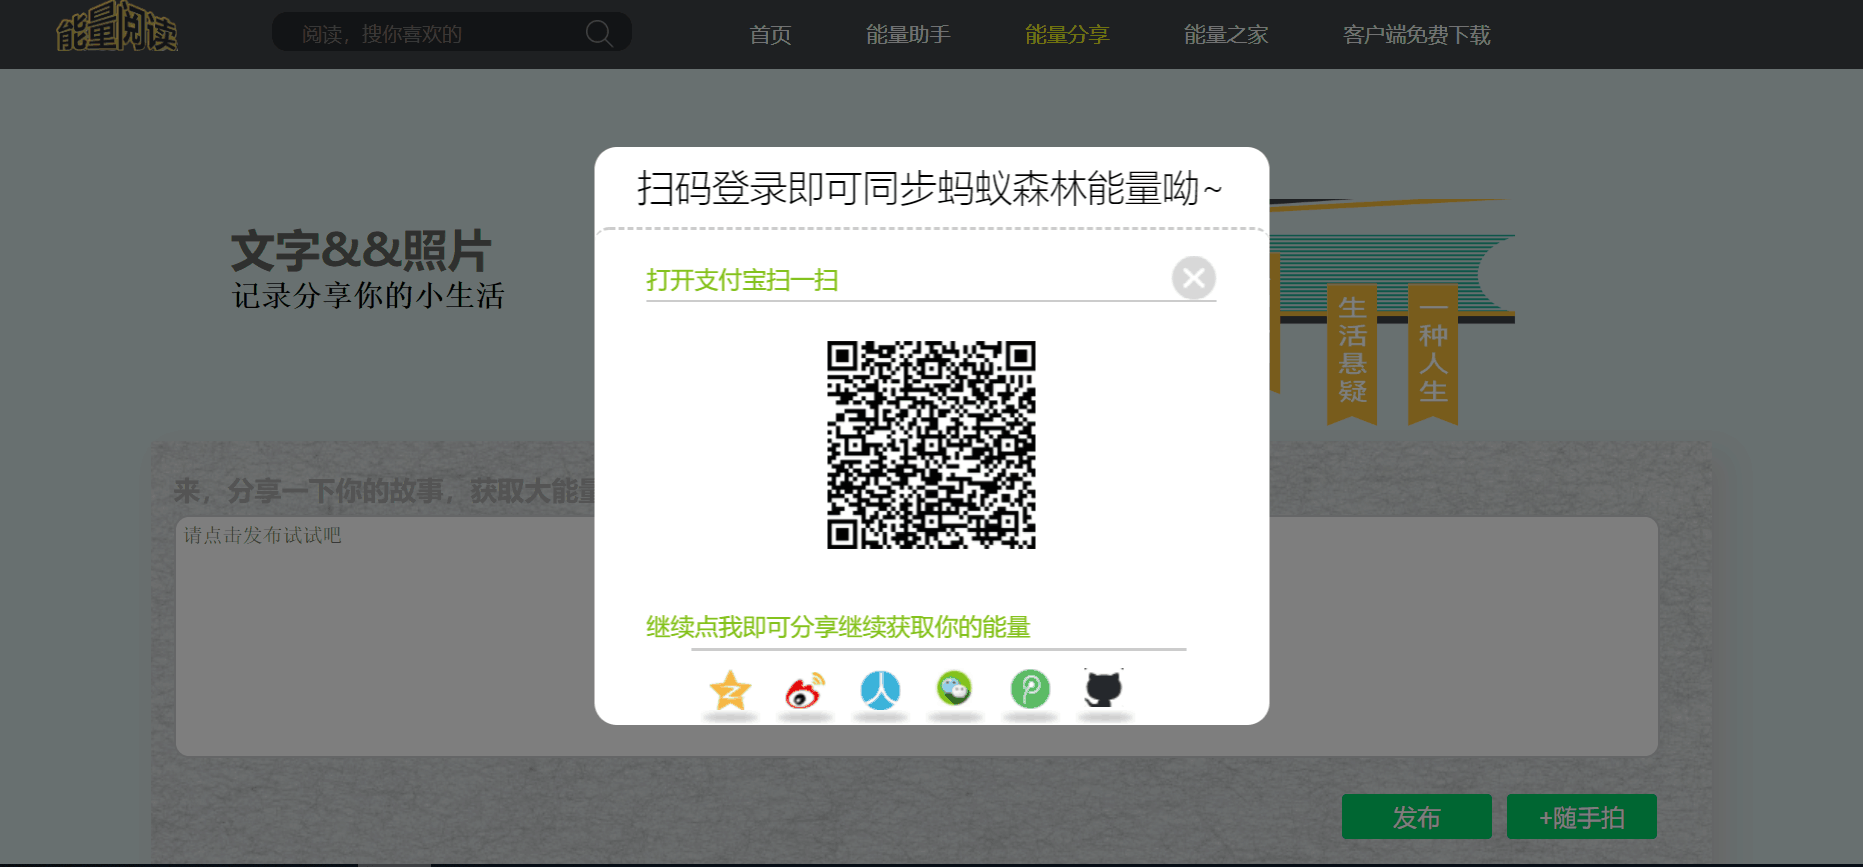 能量阅读
阅读，搜你喜欢的
首页
能量助手
能量分享
能量之家
客户端免费下载
扫码登录即可同步蚂蚁森林能量呦~
文字&&照片
记录分享你的小生活
打开支付宝扫一扫
生活悬疑
一种人生
来，分享一下你的故事，获取大能量
请点击发布试试吧
继续点我即可分享继续获取你的能量
发布
+随手拍